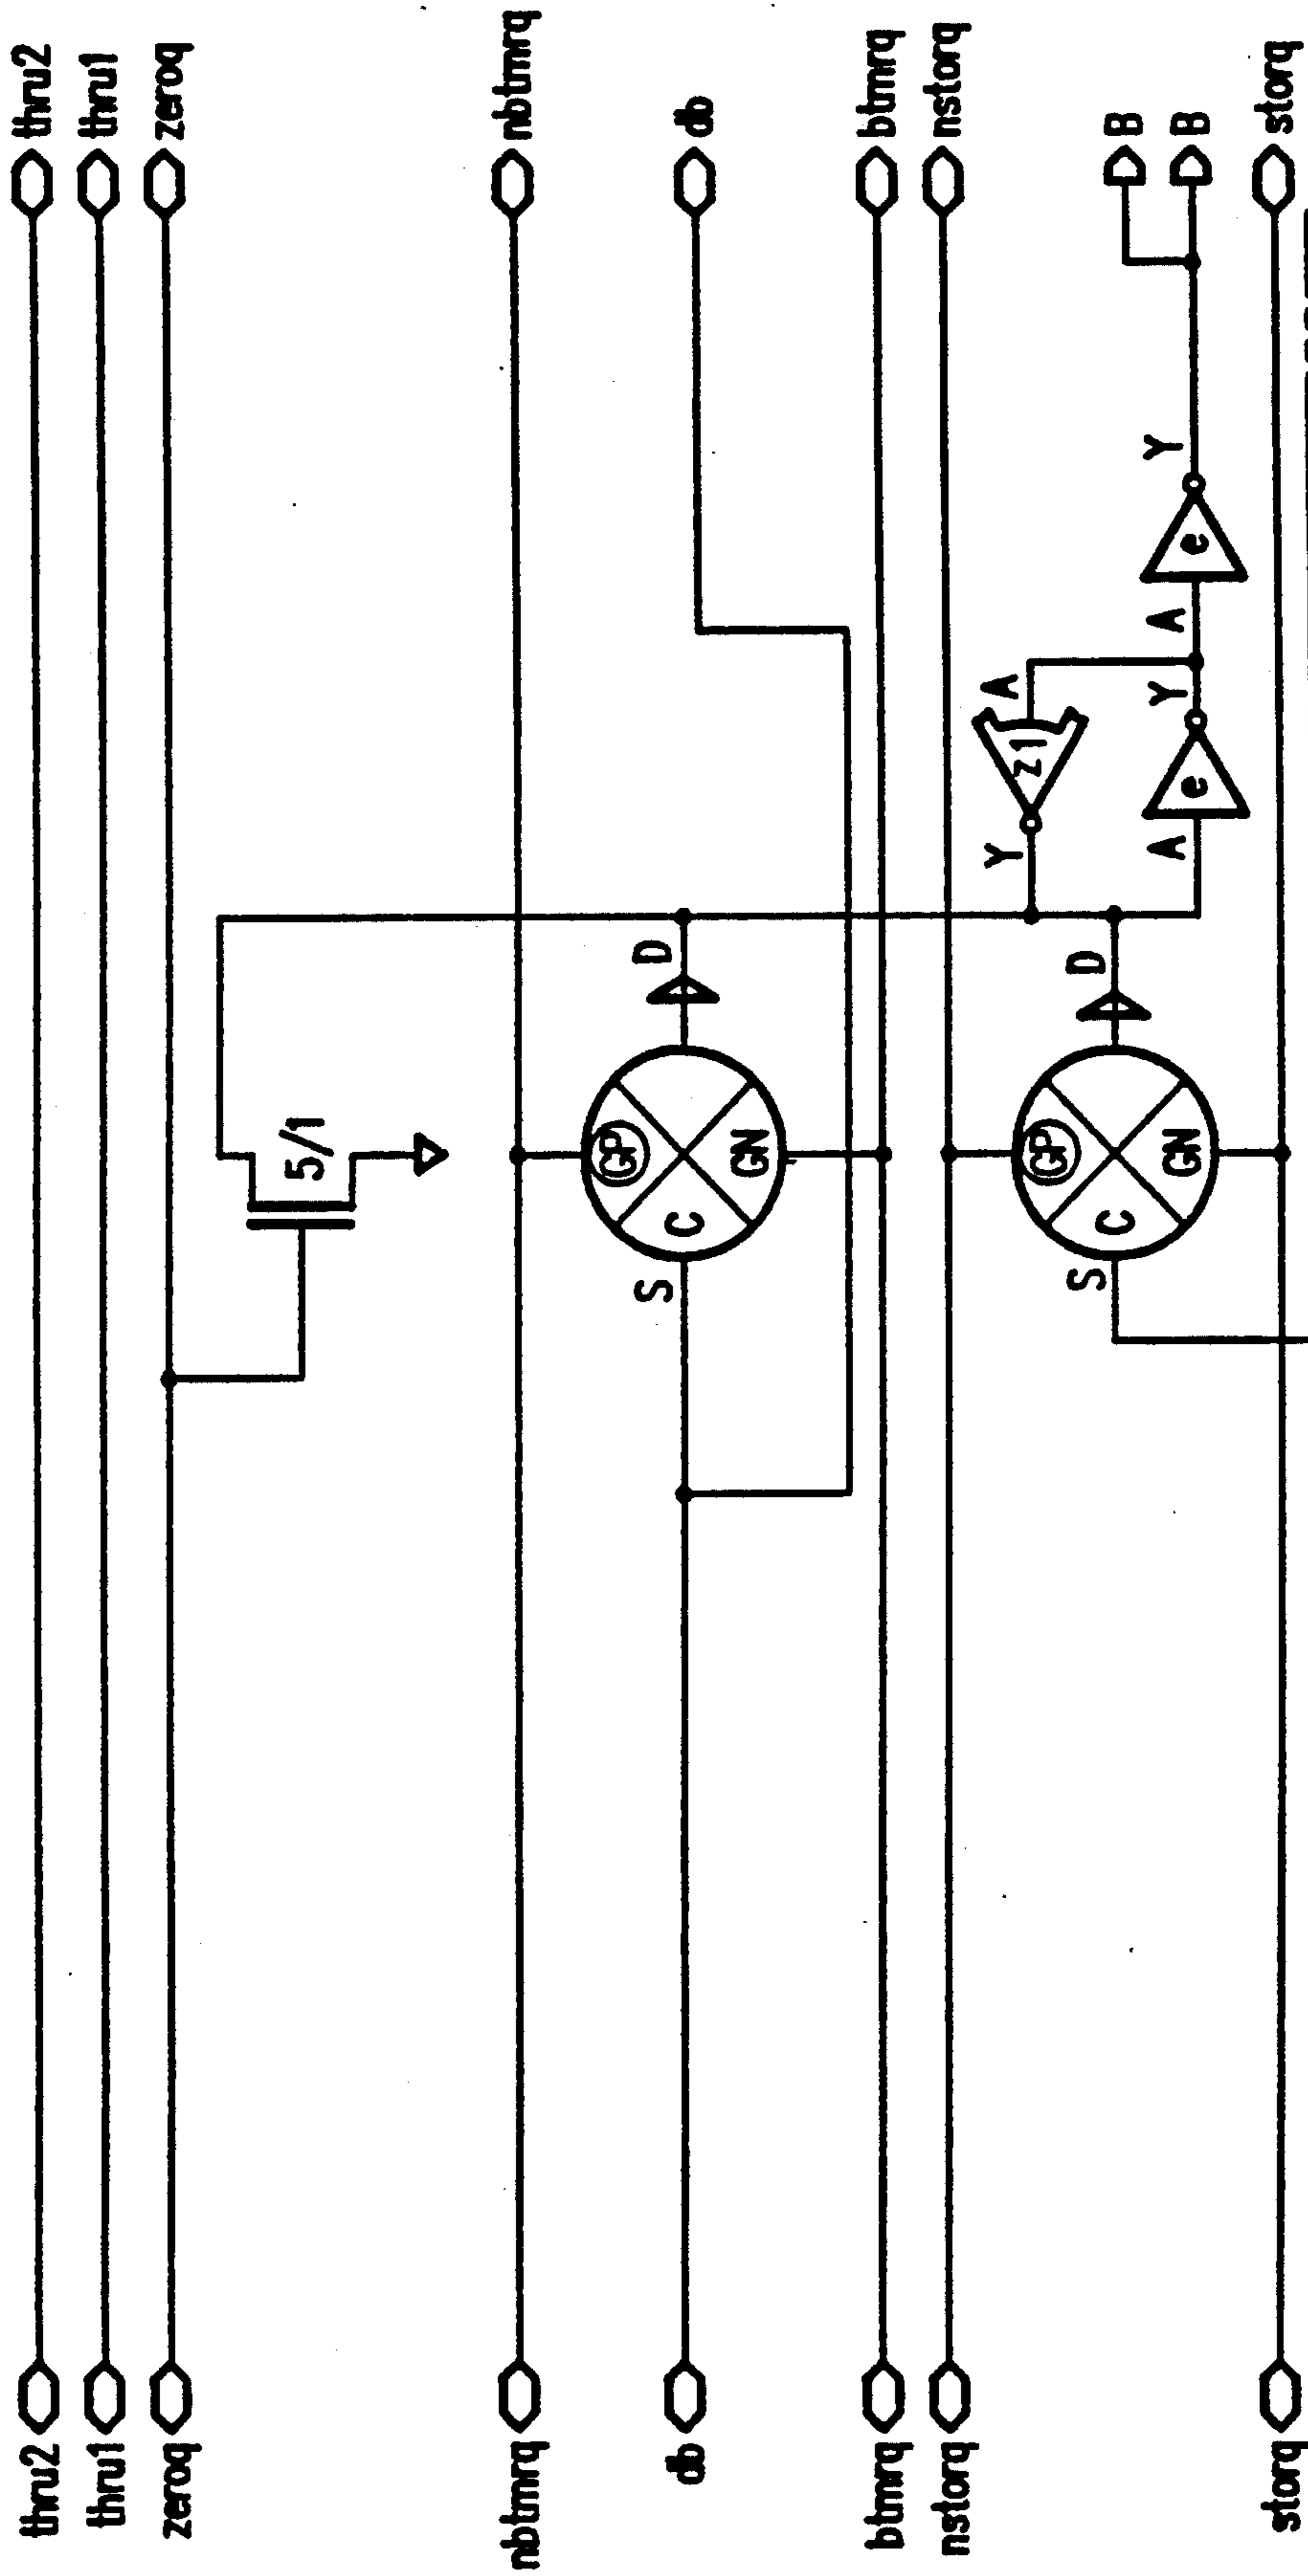 thru2 thru2
thru1 thru1
zeroq zeroq
5/1
nbtmrq nbtmrq
GP
S C D
GN
db db
btmrq btmrq
nstorq nstorq
GP
S C D
GN
Y z1 A
A e Y
A e Y
B
B
storq storq